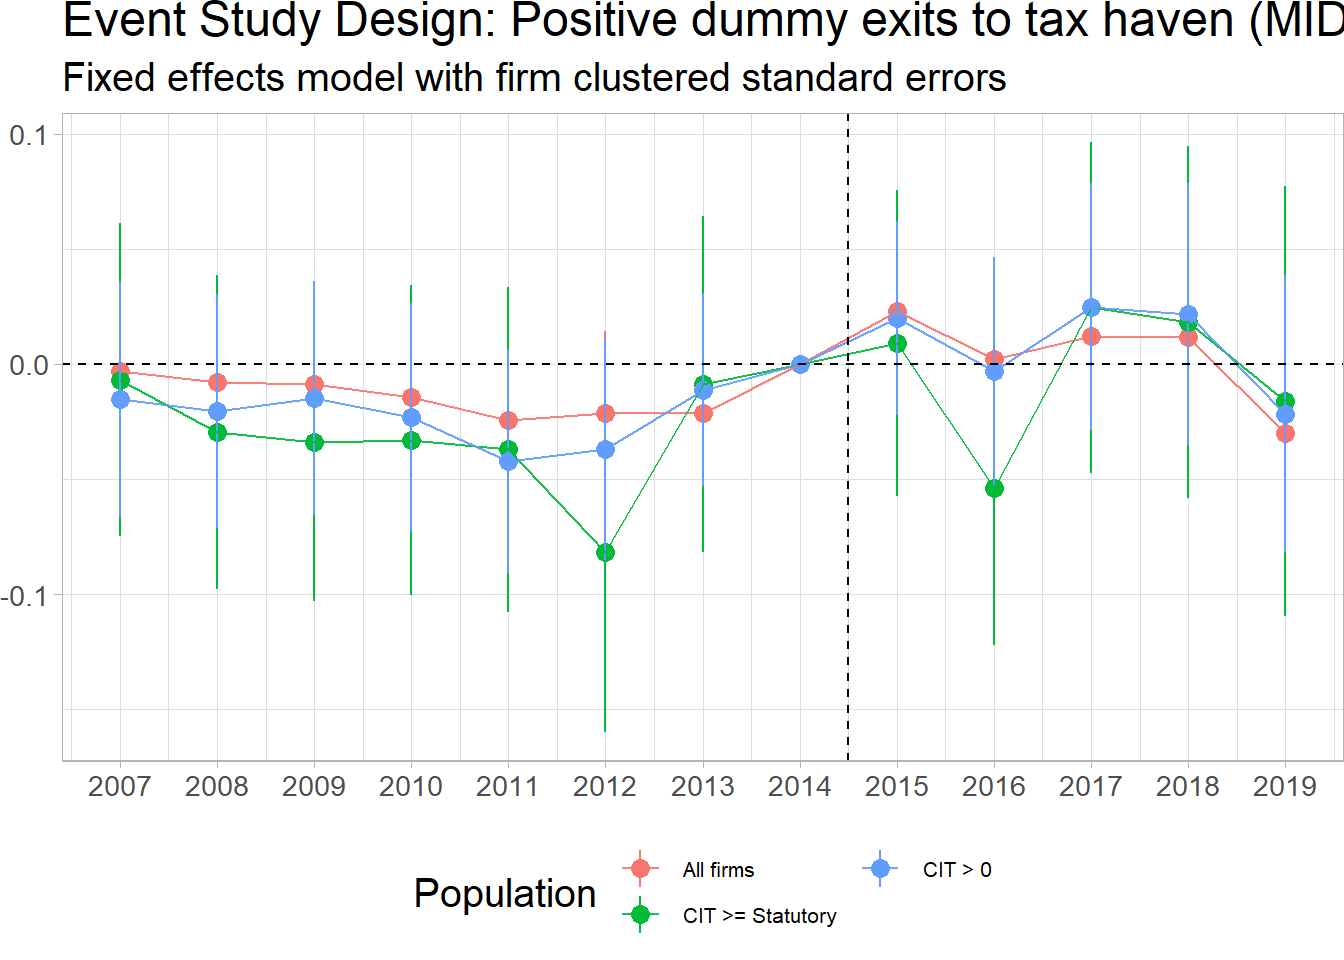 Event Study Design: Positive dummy exits to tax haven (MID
Fixed effects model with firm clustered standard errors
0.1
0.0
-0.1
2007 2008 2009 2010 2011 2012 2013 2014 2015 2016 2017 2018 2019
Population
All firms
CIT >= Statutory
CIT > 0